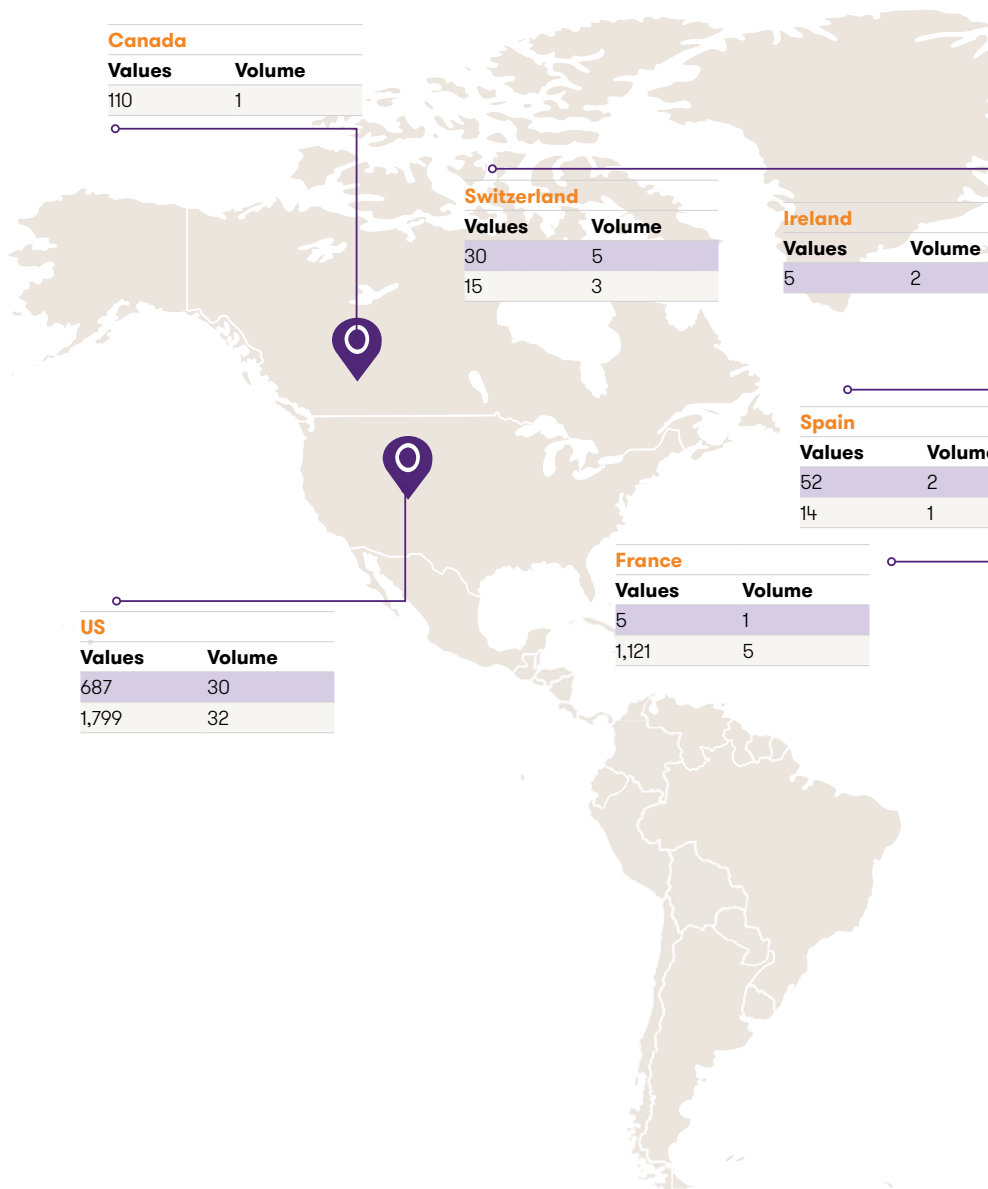 Canada
Values Volume
110 1
Switzerland
Values Volume
30 5
15 3
Ireland
Values Volume
5 2
Spain
Values Volume
52 2
14 1
France
Values Volume
5 1
1,121 5
US
Values Volume
687 30
1,799 32